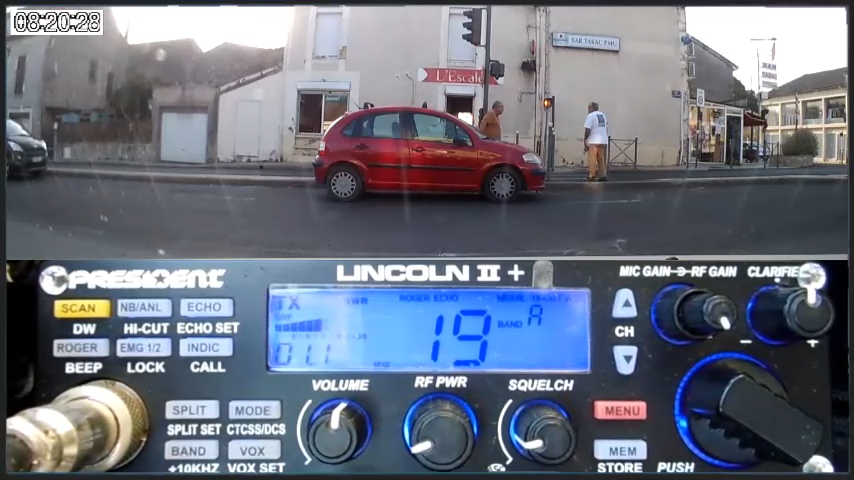 08:20:28
BAR TABAC PMU
L'Escale
TABAC
PRESIDENT
LINCOLN II +
MIC GAIN RF GAIN
CLARIFIER
SCAN
NB/ANL
ECHO
DW
HI-CUT
ECHO SET
ROGER
EMG 1/2
INDIC
BEEP
LOCK
CALL
TX
SWR
ROGER ECHO
19
BAND A
CH
- +
VOLUME
RF PWR
SQUELCH
SPLIT
MODE
SPLIT SET
CTCSS/DCS
BAND
VOX
+10KHZ
VOX SET
MENU
MEM
STORE
PUSH